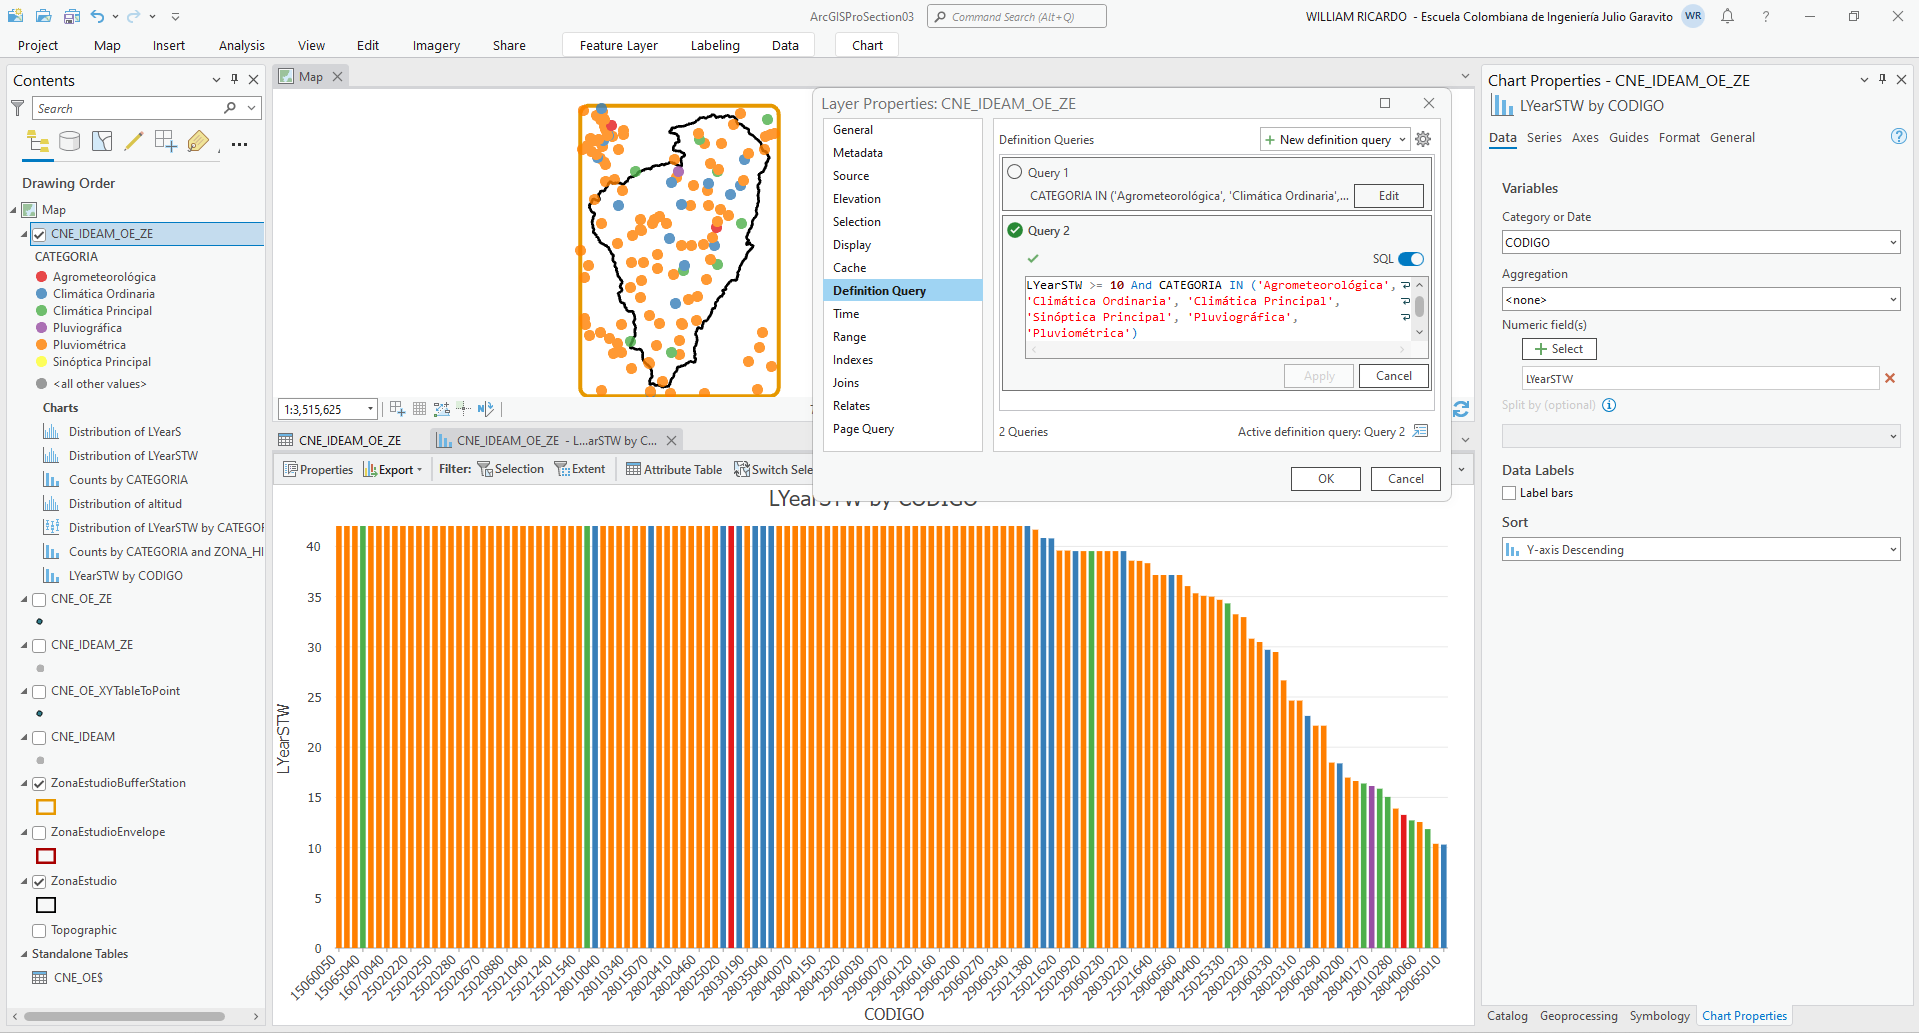 ArcGISProSection03
Command Search (Alt+Q)
WILLIAM RICARDO - Escuela Colombiana de Ingeniería Julio Garavito
WR
?
Project
Map
Insert
Analysis
View
Edit
Imagery
Share
Feature Layer
Labeling
Data
Chart
Contents
Search
Drawing Order
Map
CNE_IDEAM_OE_ZE
CATEGORIA
Agrometeorológica
Climática Ordinaria
Climática Principal
Pluviográfica
Pluviométrica
Sinóptica Principal
<all other values>
Charts
Distribution of LYearS
Distribution of LYearSTW
Counts by CATEGORIA
Distribution of altitud
Distribution of LYearSTW by CATEGOR
Counts by CATEGORIA and ZONA_HI
LYearSTW by CODIGO
CNE_OE_ZE
CNE_IDEAM_ZE
CNE_OE_XYTableToPoint
CNE_IDEAM
ZonaEstudioBufferStation
ZonaEstudioEnvelope
ZonaEstudio
Topographic
Standalone Tables
CNE_OE$
Map
1:3,515,625
CNE_IDEAM_OE_ZE
CNE_IDEAM_OE_ZE - L...arSTW by C...
Properties
Export
Filter:
Selection
Extent
Attribute Table
Switch Sele
LYearSTW by CODIGO
LYearSTW
40
35
30
25
20
15
10
5
0
15060050
15065040
16070040
25020220
25020250
25020280
25020670
25020880
25021040
25021240
25021540
28010040
28010340
28015070
28020410
28020460
25025020
28030190
28035040
28040070
28040150
28040320
29060030
29060070
29060120
29060160
29060200
29060270
29060340
25021380
25021620
25020920
29060230
28030220
25021640
29060560
28040400
25025330
28020230
29060330
28020310
29060290
28040200
28040170
28010280
28040060
29065010
CODIGO
Layer Properties: CNE_IDEAM_OE_ZE
General
Metadata
Source
Elevation
Selection
Display
Cache
Definition Query
Time
Range
Indexes
Joins
Relates
Page Query
Definition Queries
New definition query
Query 1
CATEGORIA IN ('Agrometeorológica', 'Climática Ordinaria',...
Edit
Query 2
SQL
LYearSTW >= 10 And CATEGORIA IN ('Agrometeorológica',
'Climática Ordinaria', 'Climática Principal',
'Sinóptica Principal', 'Pluviográfica',
'Pluviométrica')
Apply
Cancel
2 Queries
Active definition query: Query 2
OK
Cancel
Chart Properties - CNE_IDEAM_OE_ZE
LYearSTW by CODIGO
Data
Series
Axes
Guides
Format
General
?
Variables
Category or Date
CODIGO
Aggregation
<none>
Numeric field(s)
Select
LYearSTW
Split by (optional)
Data Labels
Label bars
Sort
Y-axis Descending
Catalog
Geoprocessing
Symbology
Chart Properties